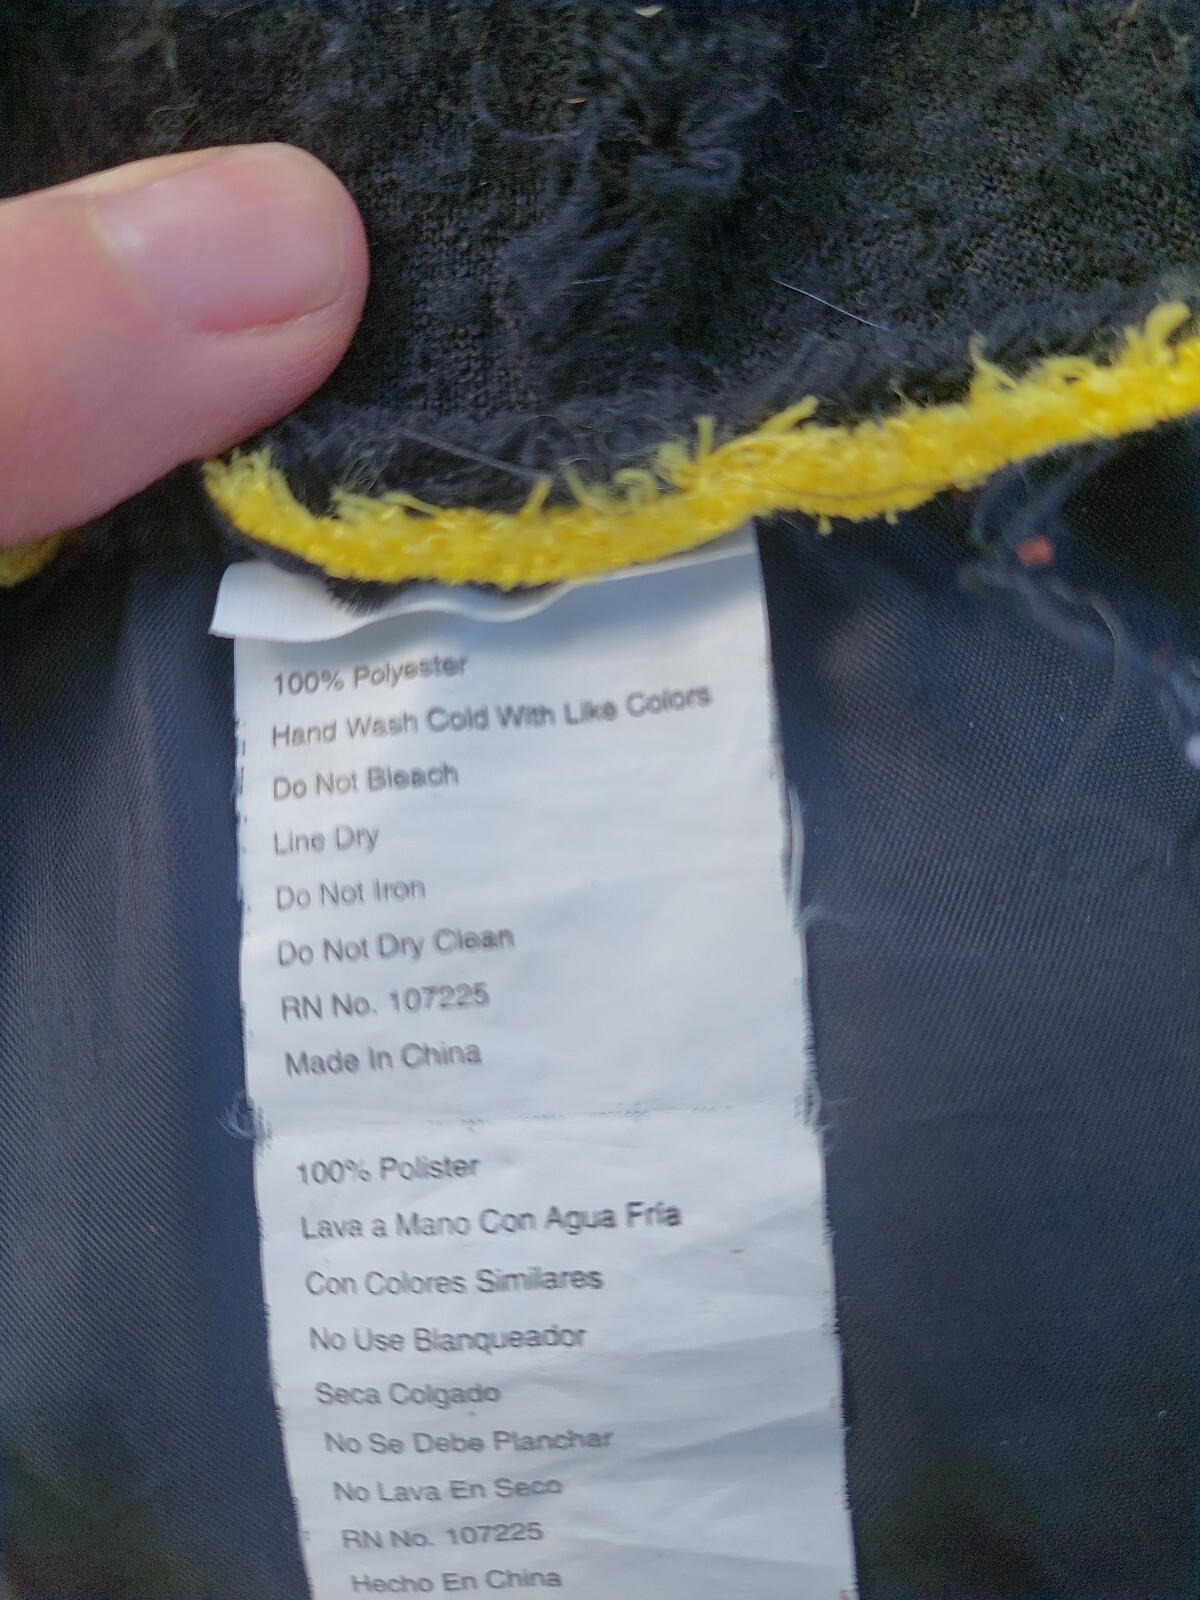 100% Polyester
Hand Wash Cold With Like Colors
Do Not Bleach
Line Dry
Do Not Iron
Do Not Dry Clean
RN No. 107225
Made In China
100% Polister
Lava a Mano Con Agua Fría
Con Colores Similares
No Use Blanqueador
Seca Colgado
No Se Debe Planchar
No Lava En Seco
RN No. 107225
Hecho En China